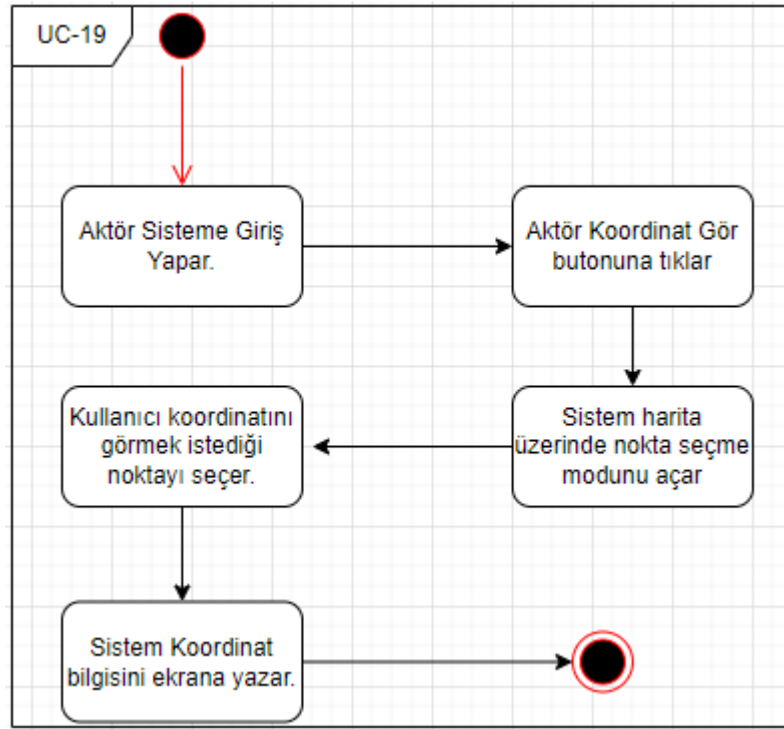 UC-19
Aktör Sisteme Giriş
Yapar.
Aktör Koordinat Gör
butonuna tıklar
Sistem harita
üzerinde nokta seçme
modunu açar
Kullanıcı koordinatını
görmek istediği
noktayı seçer.
Sistem Koordinat
bilgisini ekrana yazar.